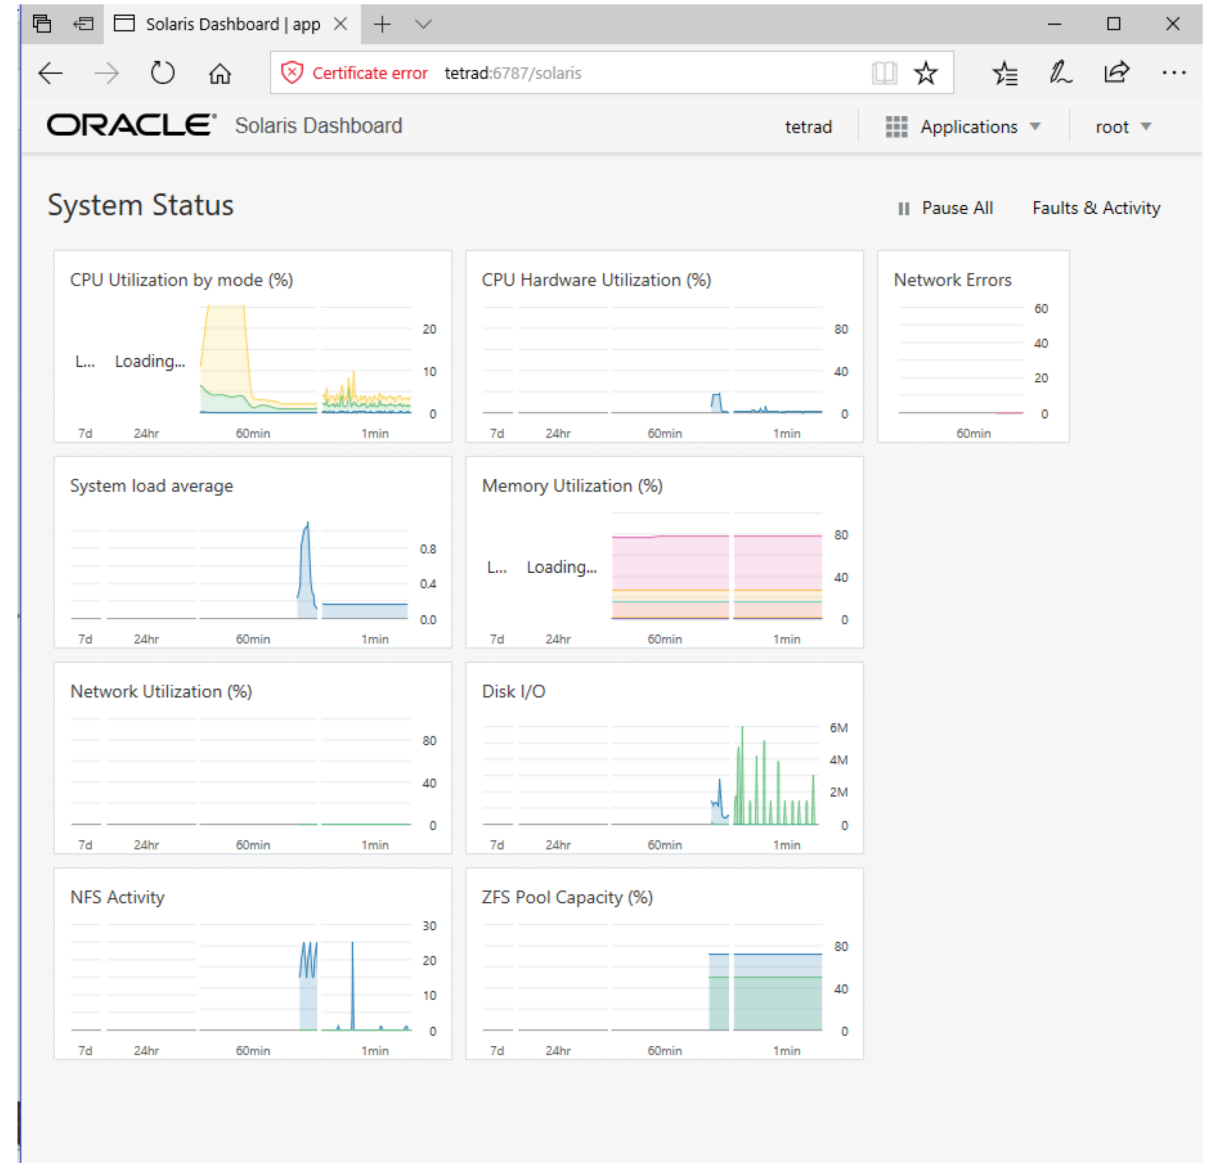 Solaris Dashboard | app
Certificate error tetrad:6787/solaris
ORACLE® Solaris Dashboard tetrad Applications root
System Status Pause All Faults & Activity
CPU Utilization by mode (%)
L... Loading...
20
10
0
7d 24hr 60min 1min
CPU Hardware Utilization (%)
80
40
0
7d 24hr 60min 1min
Network Errors
60
40
20
0
60min
System load average
0.8
0.4
0.0
7d 24hr 60min 1min
Memory Utilization (%)
L... Loading...
80
40
0
7d 24hr 60min 1min
Network Utilization (%)
80
40
0
7d 24hr 60min 1min
Disk I/O
6M
4M
2M
0
7d 24hr 60min 1min
NFS Activity
30
20
10
0
7d 24hr 60min 1min
ZFS Pool Capacity (%)
80
40
0
7d 24hr 60min 1min